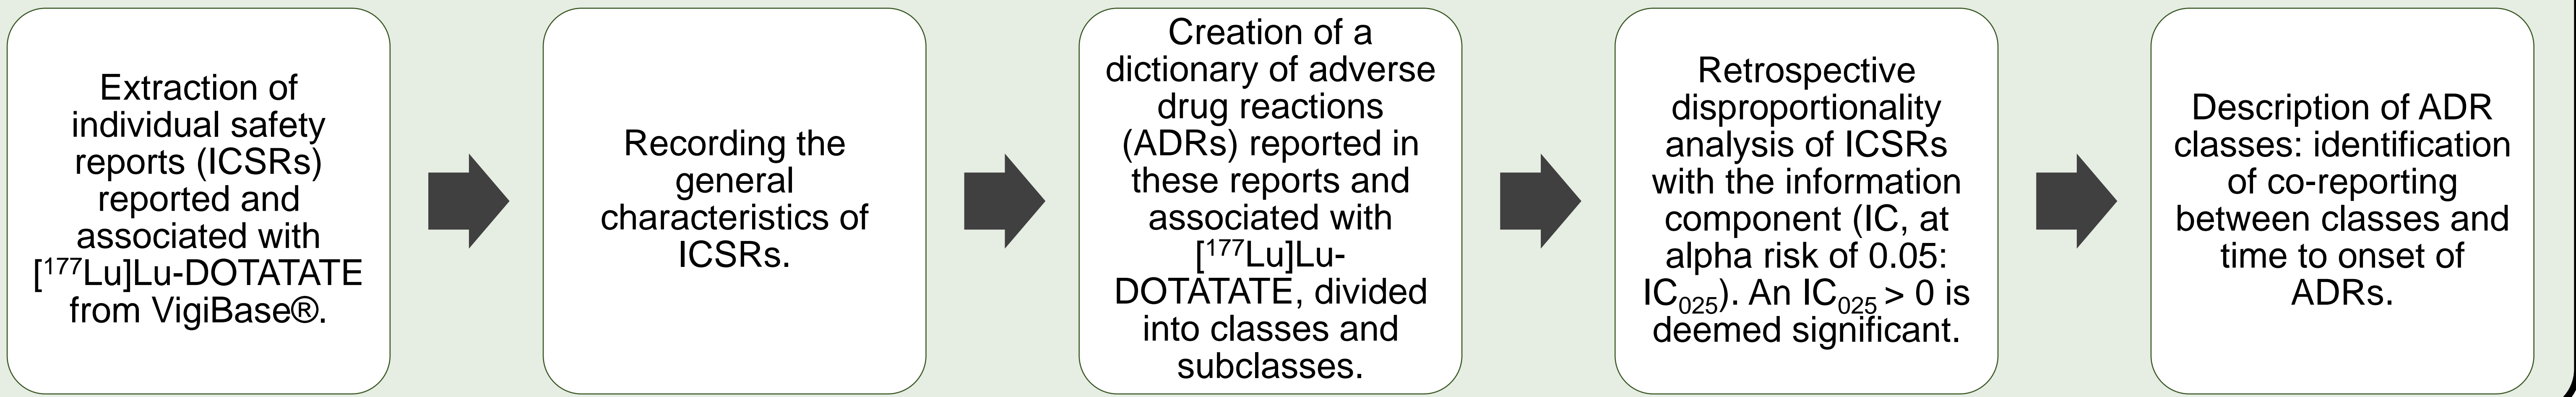 Extraction of
individual safety
reports (ICSRs)
reported and
associated with
[¹⁷⁷Lu]Lu-DOTATATE
from VigiBase®.
Recording the
general
characteristics of
ICSRs.
Creation of a
dictionary of adverse
drug reactions
(ADRs) reported in
these reports and
associated with
[¹⁷⁷Lu]Lu-
DOTATATE, divided
into classes and
subclasses.
Retrospective
disproportionality
analysis of ICSRs
with the information
component (IC, at
alpha risk of 0.05:
IC₀₂₅). An IC₀₂₅ > 0 is
deemed significant.
Description of ADR
classes: identification
of co-reporting
between classes and
time to onset of
ADRs.